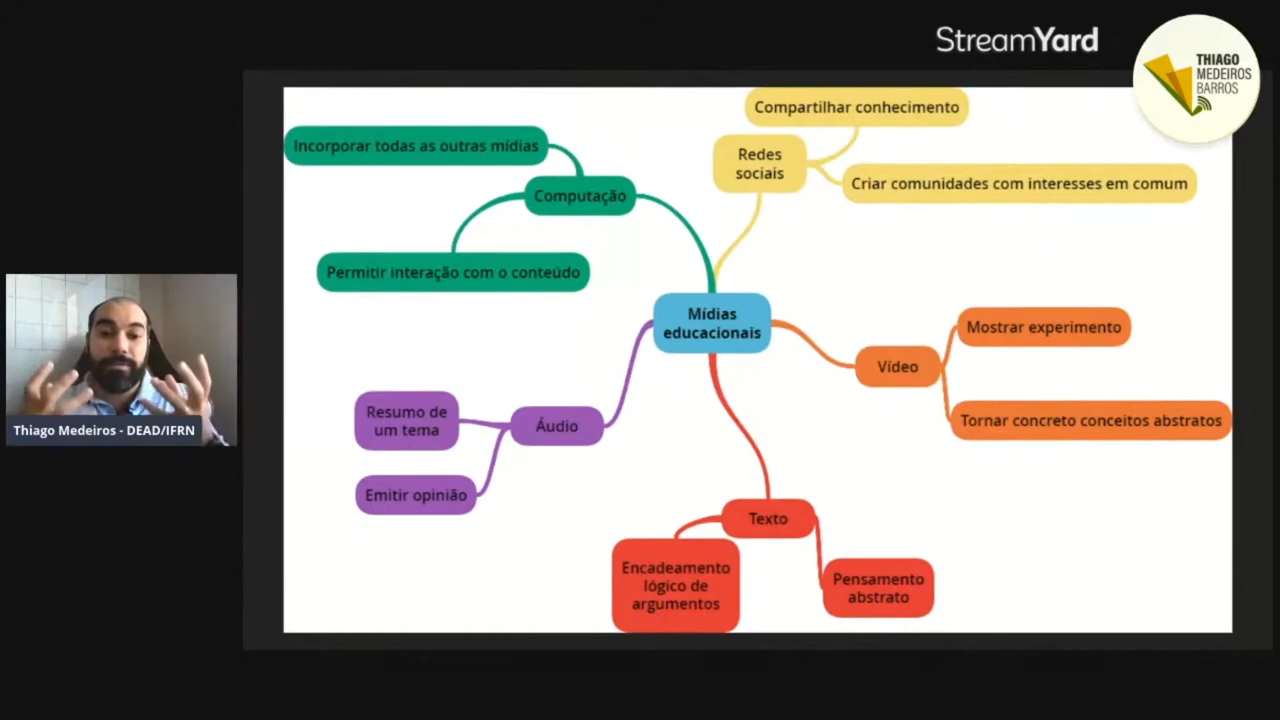 StreamYard
THIAGO
MEDEIROS
BARROS
Compartilhar conhecimento
Incorporar todas as outras mídias
Redes
sociais
Criar comunidades com interesses em comum
Computação
Permitir interação com o conteúdo
Mídias
educacionais
Mostrar experimento
Vídeo
Tornar concreto conceitos abstratos
Resumo de
um tema
Áudio
Emitir opinião
Texto
Encadeamento
lógico de
argumentos
Pensamento
abstrato
Thiago Medeiros - DEAD/IFRN